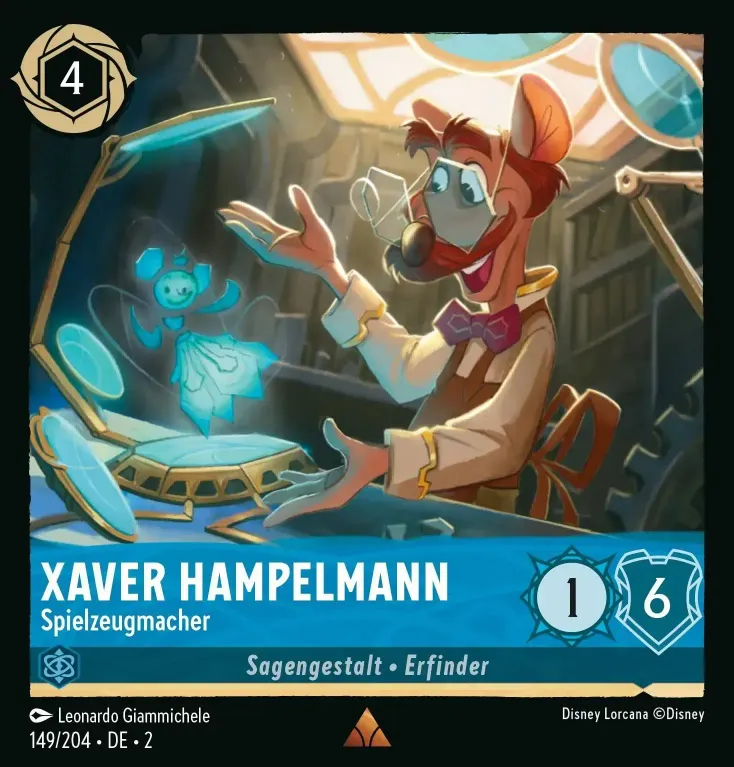 4
XAVER HAMPELMANN
Spielzeugmacher
1
6
Sagengestalt • Erfinder
Leonardo Giammichele
Disney Lorcana ©Disney
149/204 • DE • 2